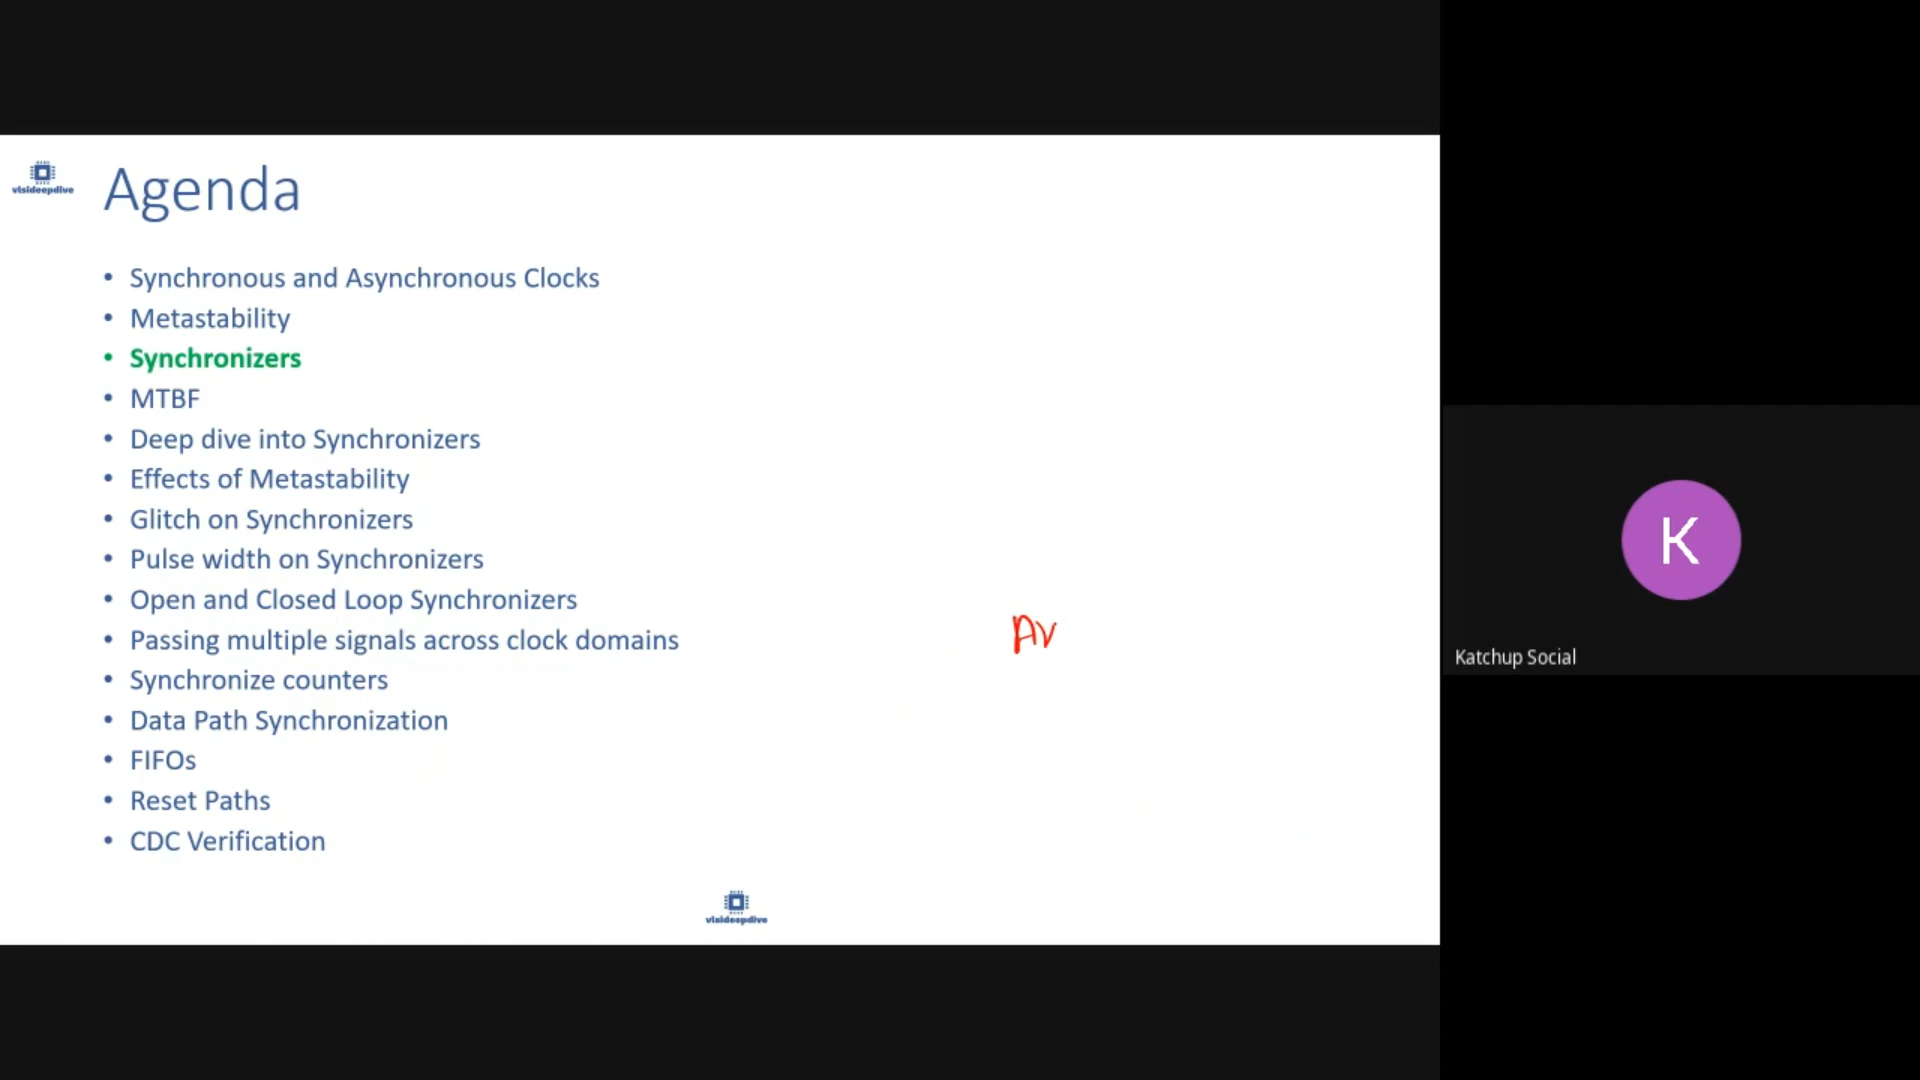 vlsideepdive
Agenda
• Synchronous and Asynchronous Clocks
• Metastability
• Synchronizers
• MTBF
• Deep dive into Synchronizers
• Effects of Metastability
• Glitch on Synchronizers
• Pulse width on Synchronizers
• Open and Closed Loop Synchronizers
• Passing multiple signals across clock domains
• Synchronize counters
• Data Path Synchronization
• FIFOs
• Reset Paths
• CDC Verification
AV
vlsideepdive
K
Katchup Social